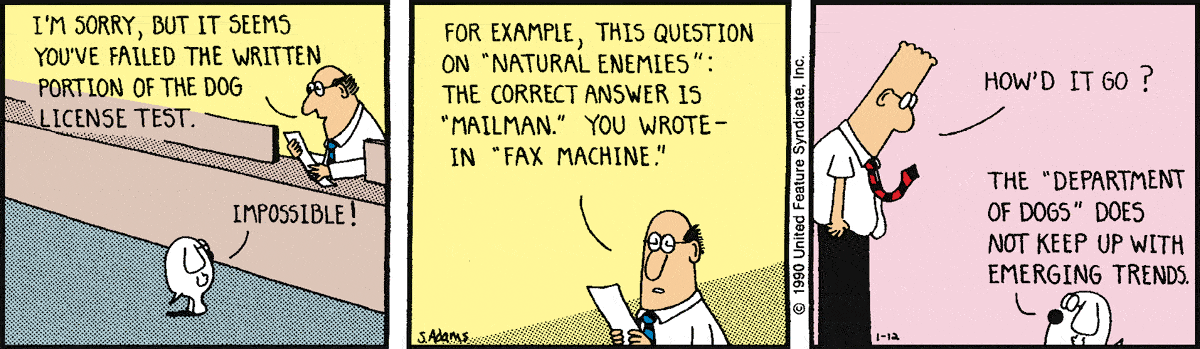 I'M SORRY, BUT IT SEEMS
YOU'VE FAILED THE WRITTEN
PORTION OF THE DOG
LICENSE TEST.
IMPOSSIBLE!
FOR EXAMPLE, THIS QUESTION
ON "NATURAL ENEMIES":
THE CORRECT ANSWER IS
"MAILMAN." YOU WROTE-
IN "FAX MACHINE."
S.Adams
© 1990 United Feature Syndicate, Inc.
HOW'D IT GO?
THE "DEPARTMENT
OF DOGS" DOES
NOT KEEP UP WITH
EMERGING TRENDS.
1-12